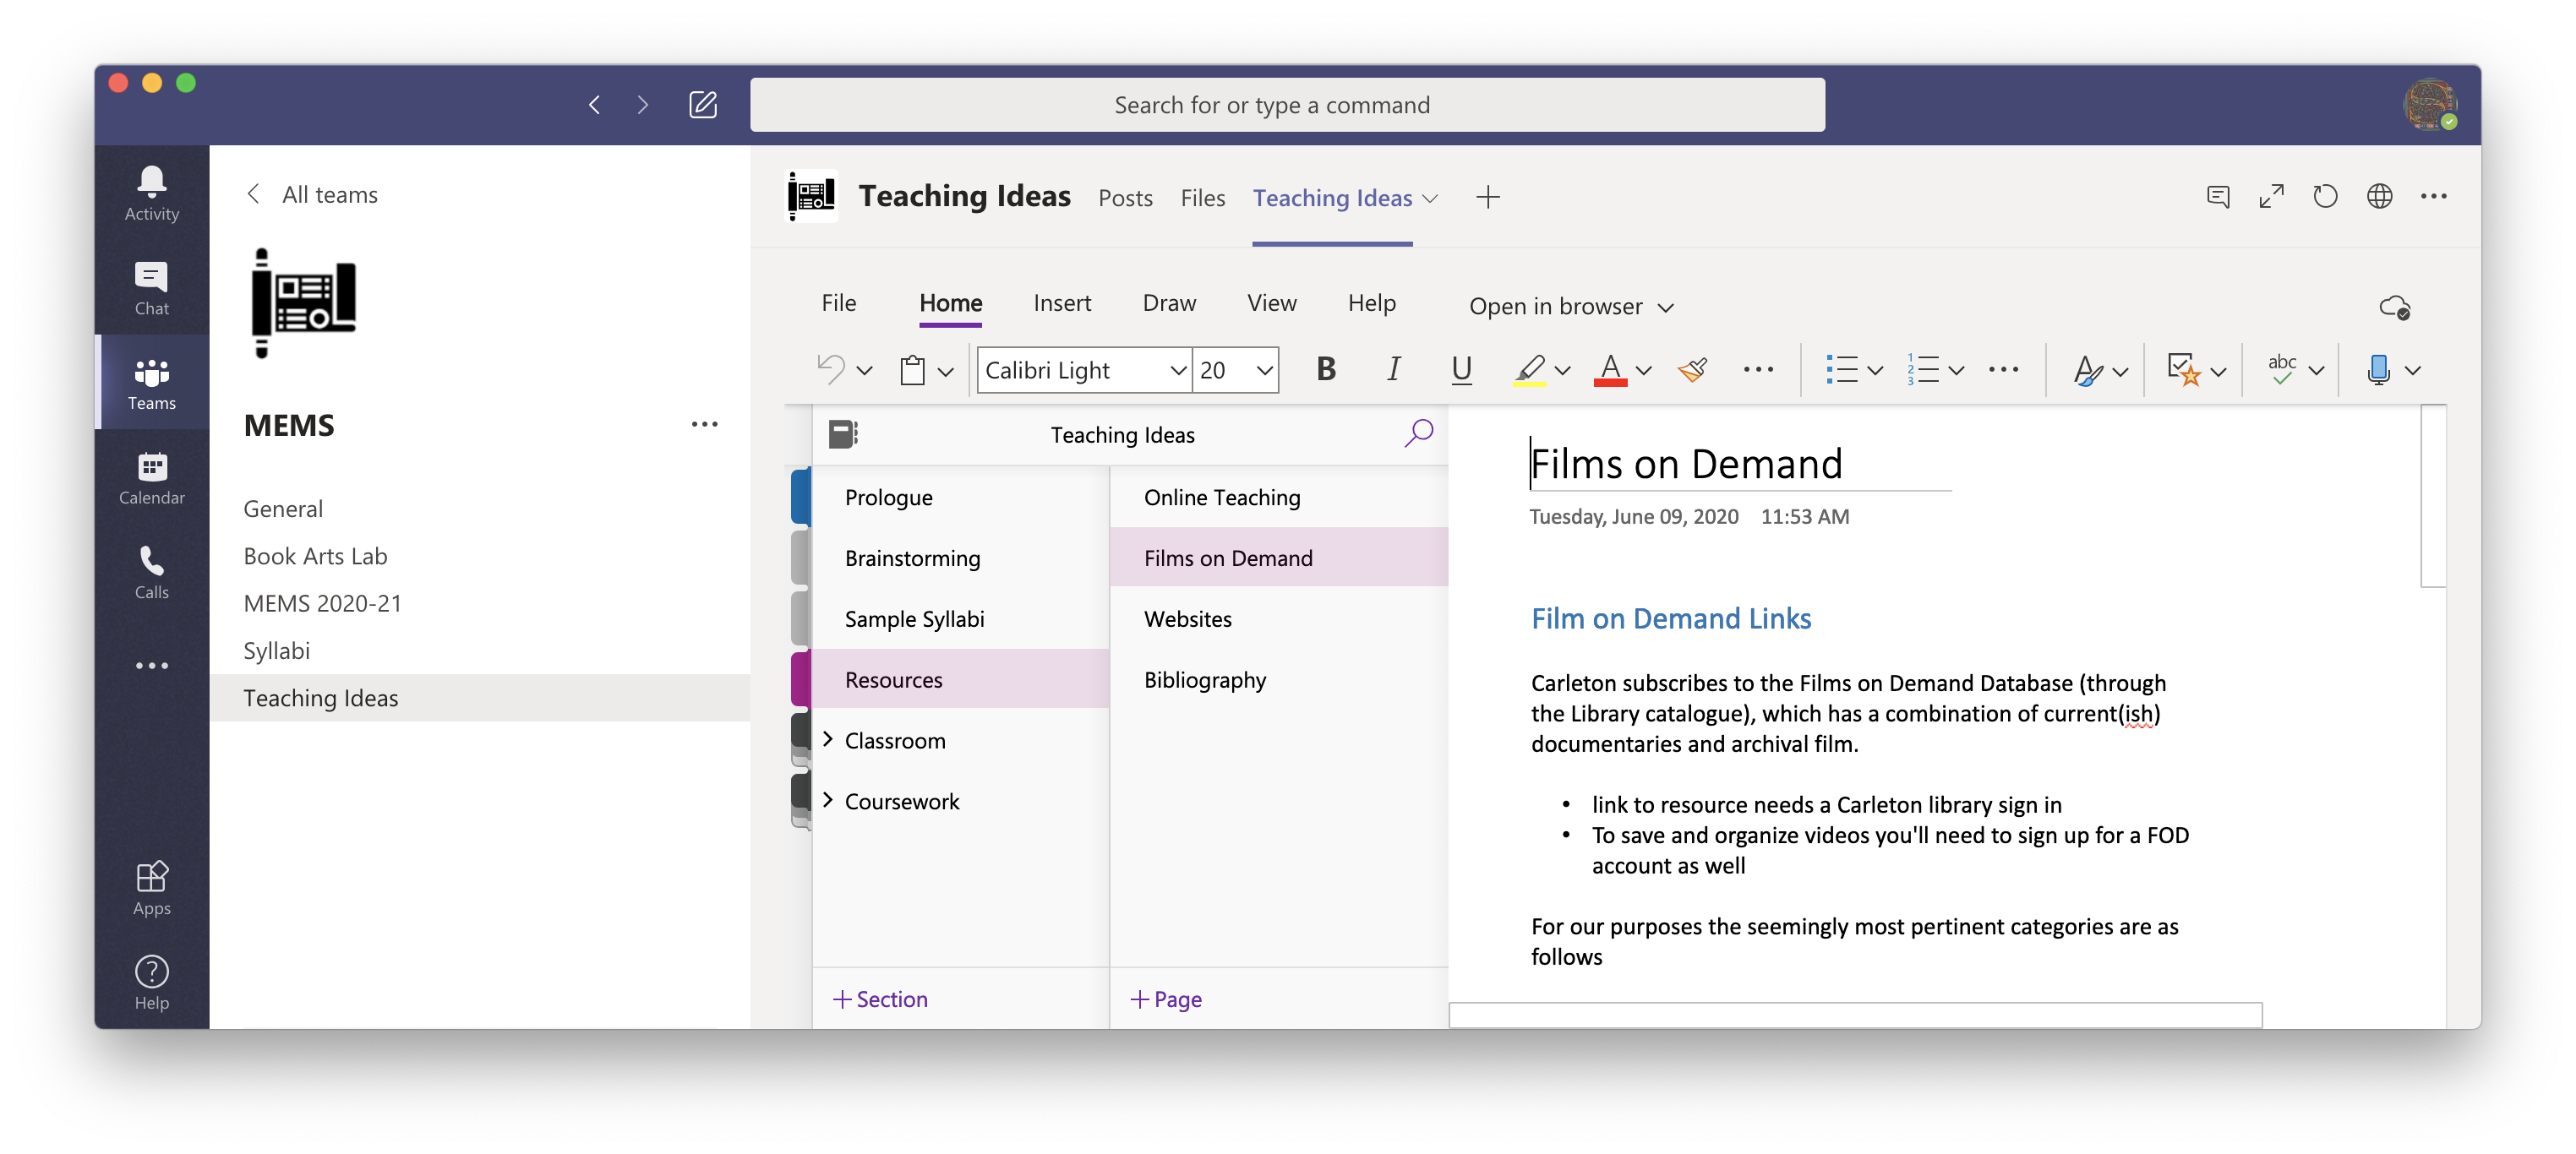 Search for or type a command
Activity
Chat
Teams
Calendar
Calls
Apps
Help
All teams
MEMS
General
Book Arts Lab
MEMS 2020-21
Syllabi
Teaching Ideas
Teaching Ideas Posts Files Teaching Ideas
File Home Insert Draw View Help Open in browser
Calibri Light 20 B I U A abc
Teaching Ideas
Prologue
Brainstorming
Sample Syllabi
Resources
Classroom
Coursework
+ Section
Online Teaching
Films on Demand
Websites
Bibliography
+ Page
Films on Demand
Tuesday, June 09, 2020 11:53 AM
Film on Demand Links
Carleton subscribes to the Films on Demand Database (through
the Library catalogue), which has a combination of current(ish)
documentaries and archival film.
• link to resource needs a Carleton library sign in
• To save and organize videos you'll need to sign up for a FOD
account as well
For our purposes the seemingly most pertinent categories are as
follows